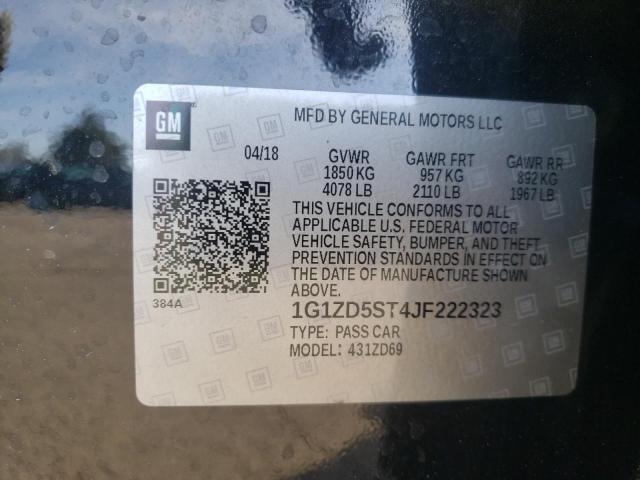 GM
MFD BY GENERAL MOTORS LLC
04/18 GVWR GAWR FRT GAWR RR
1850 KG 957 KG 892 KG
4078 LB 2110 LB 1967 LB
THIS VEHICLE CONFORMS TO ALL
APPLICABLE U.S. FEDERAL MOTOR
VEHICLE SAFETY, BUMPER, AND THEFT
PREVENTION STANDARDS IN EFFECT ON
THE DATE OF MANUFACTURE SHOWN
ABOVE.
384A
1G1ZD5ST4JF222323
TYPE: PASS CAR
MODEL: 431ZD69